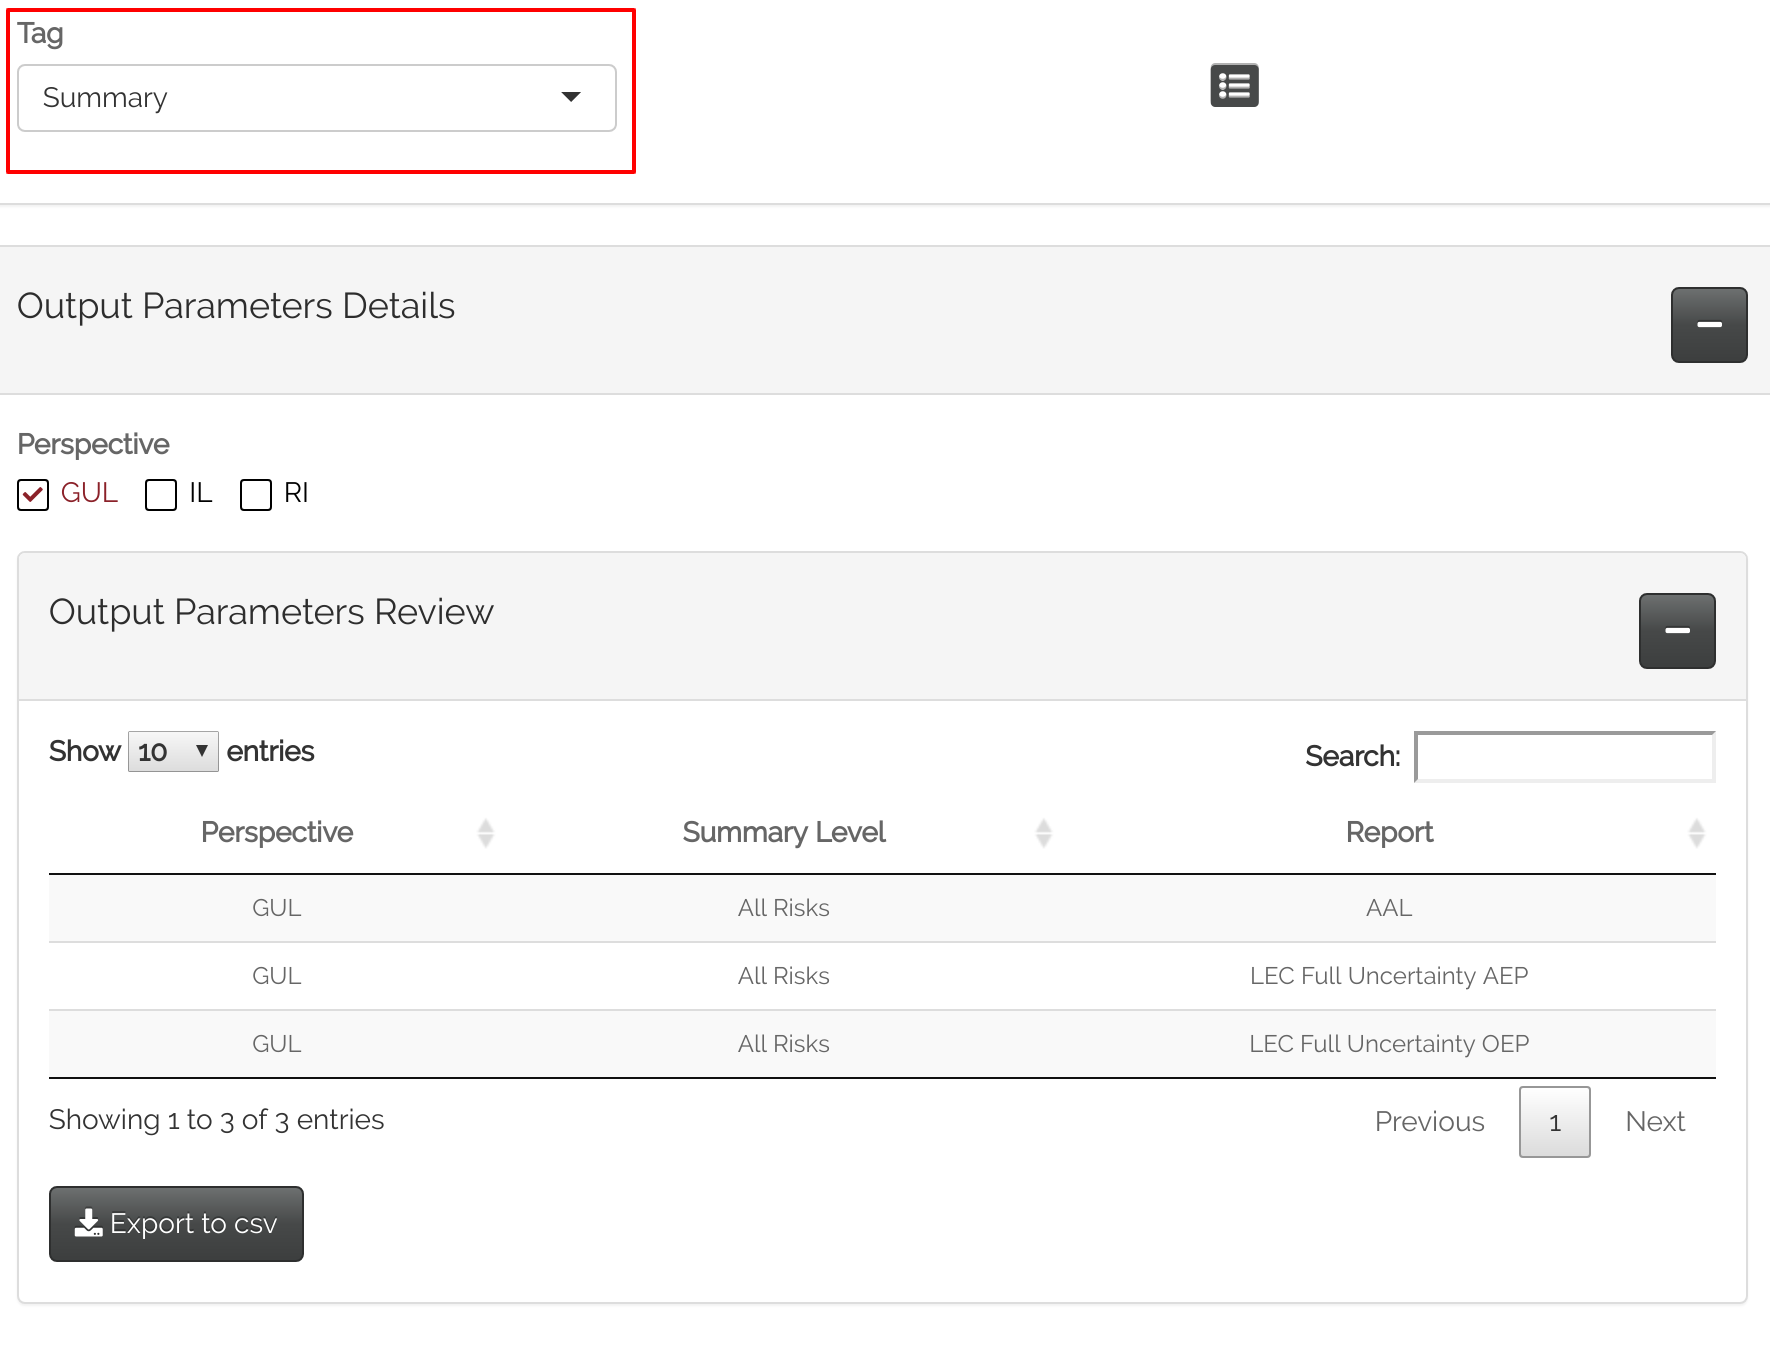 Tag
Summary
Output Parameters Details
Perspective
GUL IL RI
Output Parameters Review
Show 10 entries Search:
Perspective Summary Level Report
GUL All Risks AAL
GUL All Risks LEC Full Uncertainty AEP
GUL All Risks LEC Full Uncertainty OEP
Showing 1 to 3 of 3 entries Previous 1 Next
Export to csv